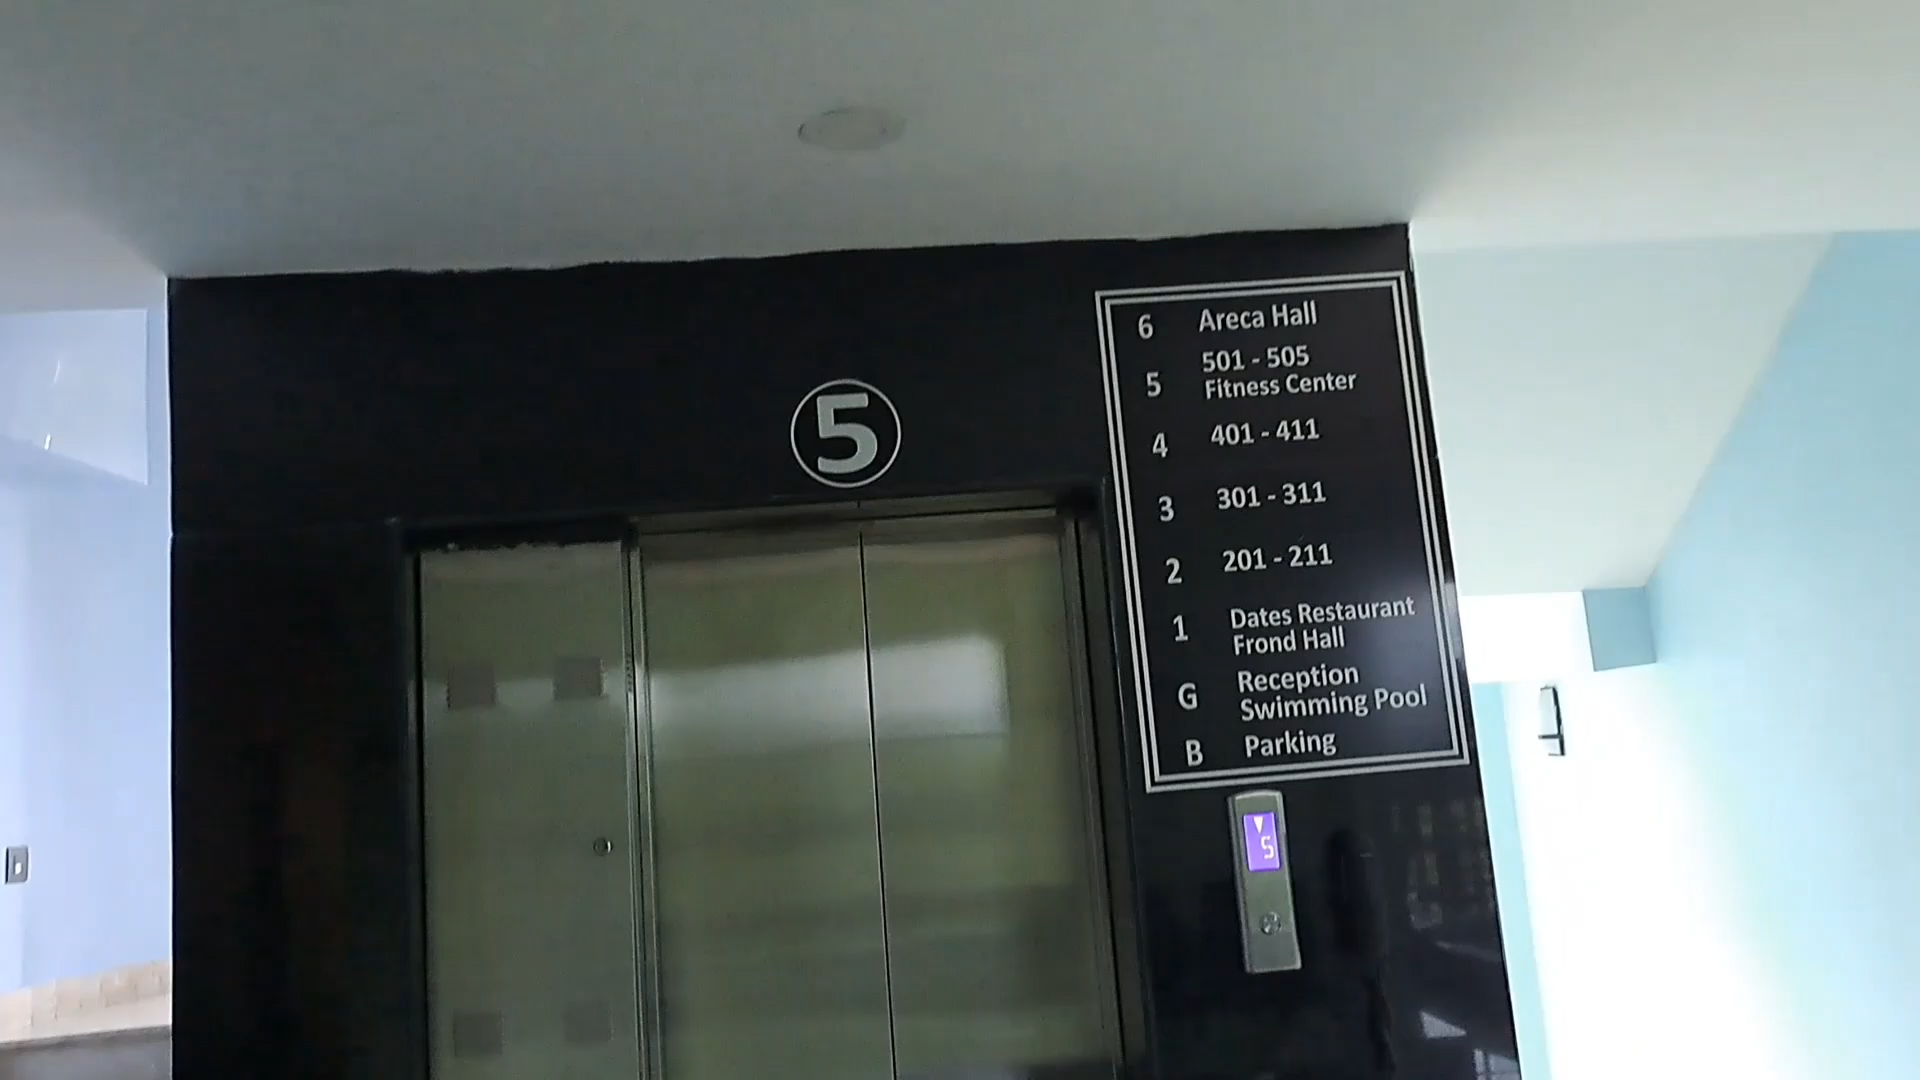 5
6 Areca Hall
5 501 - 505
Fitness Center
4 401 - 411
3 301 - 311
2 201 - 211
1 Dates Restaurant
Frond Hall
G Reception
Swimming Pool
B Parking
5